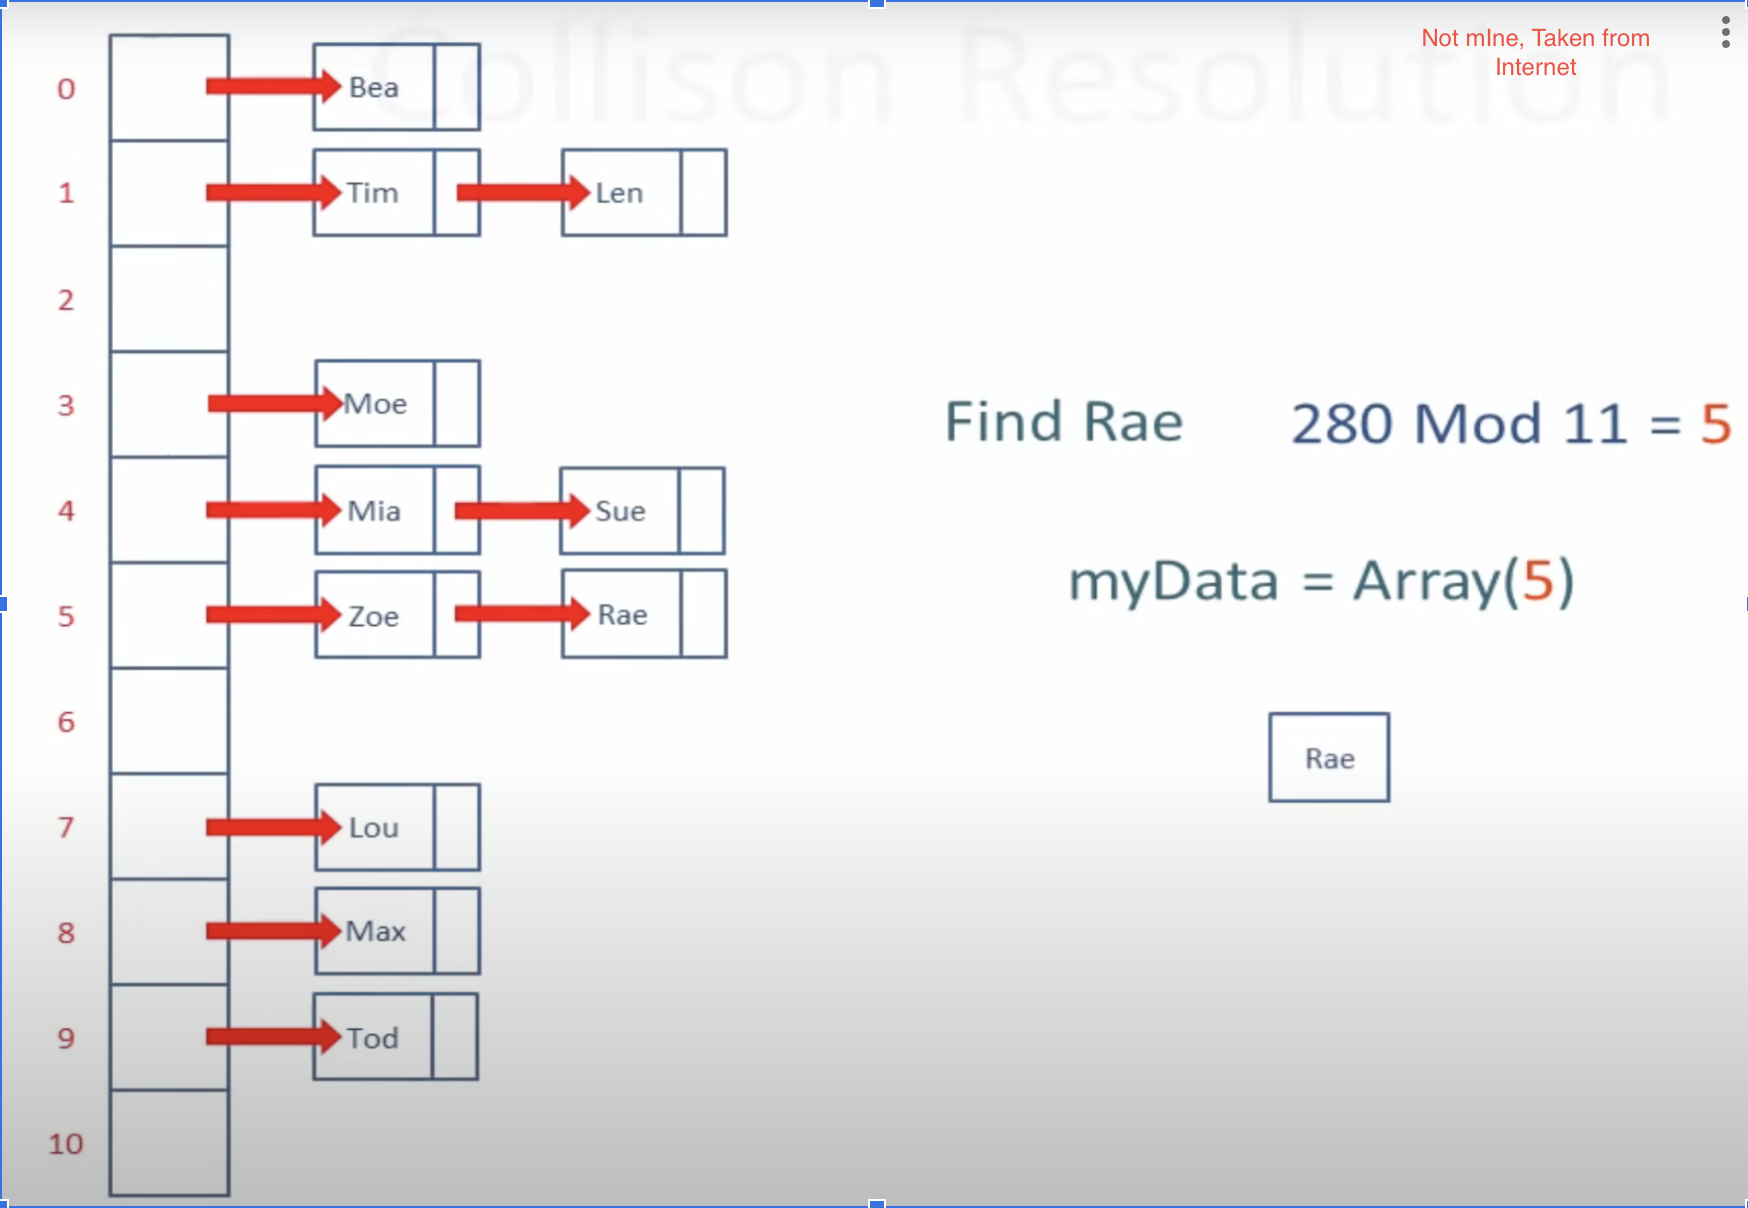 Collison Resolution
Not mIne, Taken from
Internet
0 Bea
1 Tim Len
2
3 Moe
Find Rae 280 Mod 11 = 5
4 Mia Sue
myData = Array(5)
5 Zoe Rae
6
Rae
7 Lou
8 Max
9 Tod
10